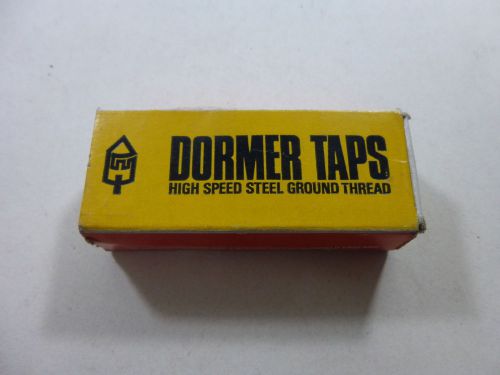 DORMER TAPS
HIGH SPEED STEEL GROUND THREAD